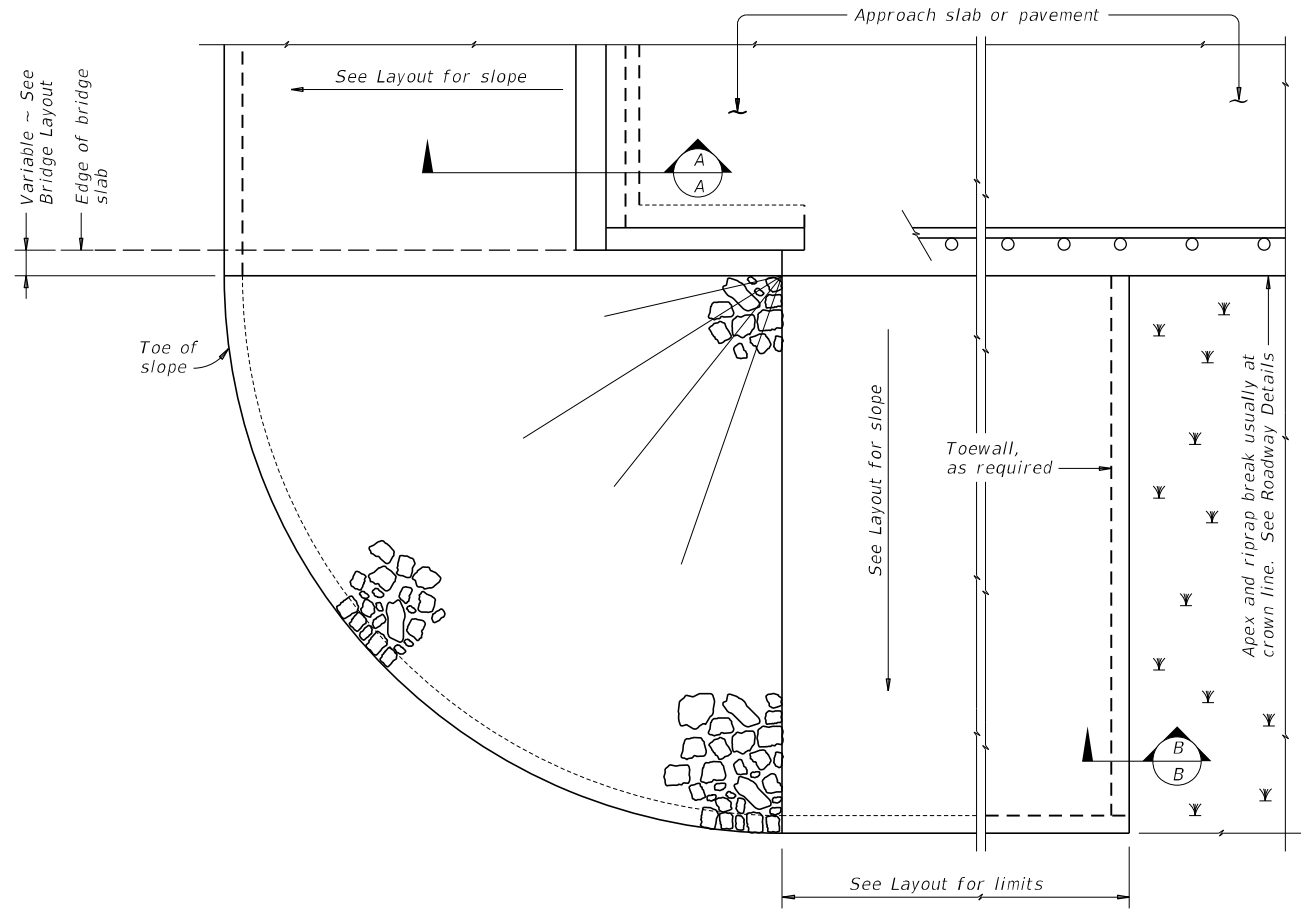 Approach slab or pavement
See Layout for slope
Variable ~ See
Bridge Layout
Edge of bridge
slab
A
A
Toe of
slope
See Layout for slope
Toewall,
as required
Apex and riprap break usually at
crown line. See Roadway Details
B
B
See Layout for limits